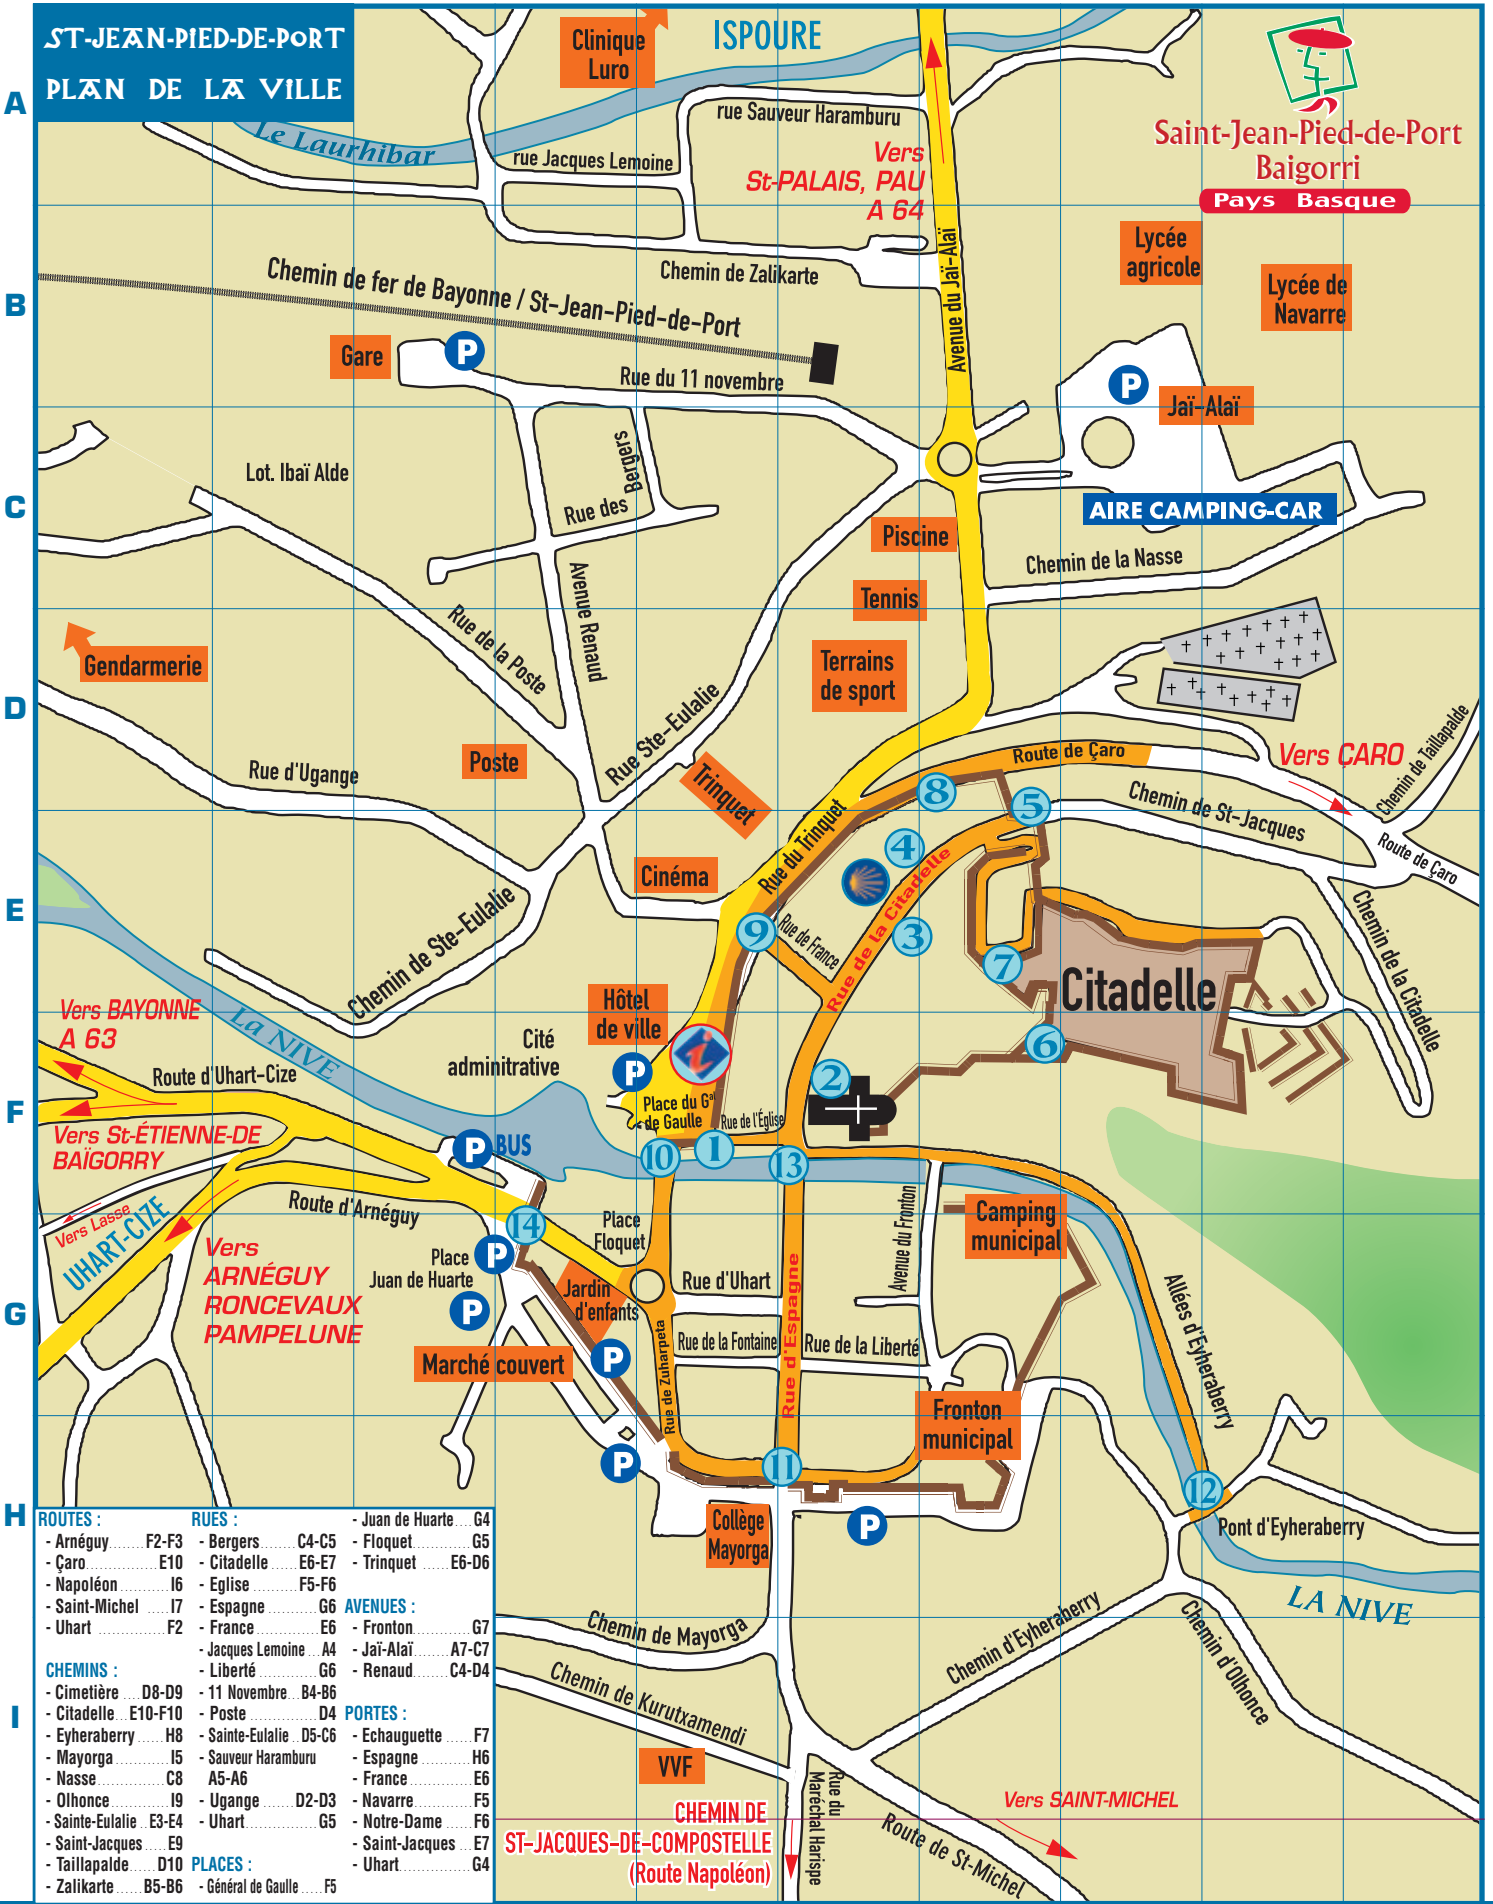 ST-JEAN-PIED-DE-PORT
PLAN DE LA VILLE
Clinique
Luro
ISPOURE
Saint-Jean-Pied-de-Port
Baigorri
Pays Basque
A
Le Laurhibar
rue Sauveur Haramburu
rue Jacques Lemoine
Vers
St-PALAIS, PAU
A 64
Avenue du Jaï-Alaï
Lycée
agricole
Lycée de
Navarre
Chemin de Zalikarte
B
Chemin de fer de Bayonne / St-Jean-Pied-de-Port
Gare
P
Rue du 11 novembre
P
Jaï-Alaï
C
Lot. Ibaï Alde
Rue des
Bergers
AIRE CAMPING-CAR
Piscine
Chemin de la Nasse
Tennis
Avenue Renaud
Rue de la Poste
Gendarmerie
Terrains
de sport
D
Rue Ste-Eulalie
Poste
Rue d'Ugange
Trinquet
Route de Çaro
Vers CARO
Chemin de Taillapalde
8
5
Chemin de St-Jacques
Route de Çaro
Rue du Trinquet
4
Cinéma
E
Rue de la Citadelle
9
Rue de France
3
7
Chemin de Ste-Eulalie
Chemin de la Citadelle
Citadelle
Hôtel
de ville
Vers BAYONNE
A 63
La NIVE
Cité
adminitrative
i
6
Route d'Uhart-Cize
P
2
F
Place du Gal
de Gaulle
Rue de l'Église
Vers St-ÉTIENNE-DE
BAÏGORRY
P
BUS
10
1
13
Vers Lasse
UHART-CIZE
Route d'Arnéguy
14
Place
Floquet
Avenue du Fronton
Camping
municipal
Vers
ARNÉGUY
RONCEVAUX
PAMPELUNE
Place
Juan de Huarte
P
P
Jardin
d'enfants
Rue d'Uhart
G
Rue de la Fontaine
Rue d'Espagne
Rue de la Liberté
Rue de Zuharpeta
Allées d'Eyheraberry
Marché couvert
P
Fronton
municipal
P
11
12
H
Collège
Mayorga
P
Pont d'Eyheraberry
LA NIVE
Chemin de Mayorga
Chemin d'Eyheraberry
Chemin d'Olhonce
Chemin de Kurutxamendi
I
VVF
Rue du
Maréchal Harispe
Vers SAINT-MICHEL
CHEMIN DE
ST-JACQUES-DE-COMPOSTELLE
(Route Napoléon)
Route de St-Michel
ROUTES :
- Arnéguy........F2-F3
- Çaro................E10
- Napoléon...........I6
- Saint-Michel .....I7
- Uhart .............F2
CHEMINS :
- Cimetière ....D8-D9
- Citadelle...E10-F10
- Eyheraberry ......H8
- Mayorga............I5
- Nasse...............C8
- Olhonce............I9
- Sainte-Eulalie ..E3-E4
- Saint-Jacques.....E9
- Taillapalde.....D10
- Zalikarte......B5-B6
RUES :
- Bergers.......C4-C5
- Citadelle .....E6-E7
- Eglise .........F5-F6
- Espagne ...........G6
- France .............E6
- Jacques Lemoine ...A4
- Liberté .............G6
- 11 Novembre...B4-B6
- Poste ...............D4
- Sainte-Eulalie ..D5-C6
- Sauveur Haramburu
A5-A6
- Ugange ........D2-D3
- Uhart...............G5
PLACES :
- Général de Gaulle .....F5
- Juan de Huarte....G4
- Floquet............G5
- Trinquet .....E6-D6
AVENUES :
- Fronton............G7
- Jaï-Alaï........A7-C7
- Renaud........C4-D4
PORTES :
- Echauguette ......F7
- Espagne ...........H6
- France .............E6
- Navarre............F5
- Notre-Dame ......F6
- Saint-Jacques ...E7
- Uhart...............G4